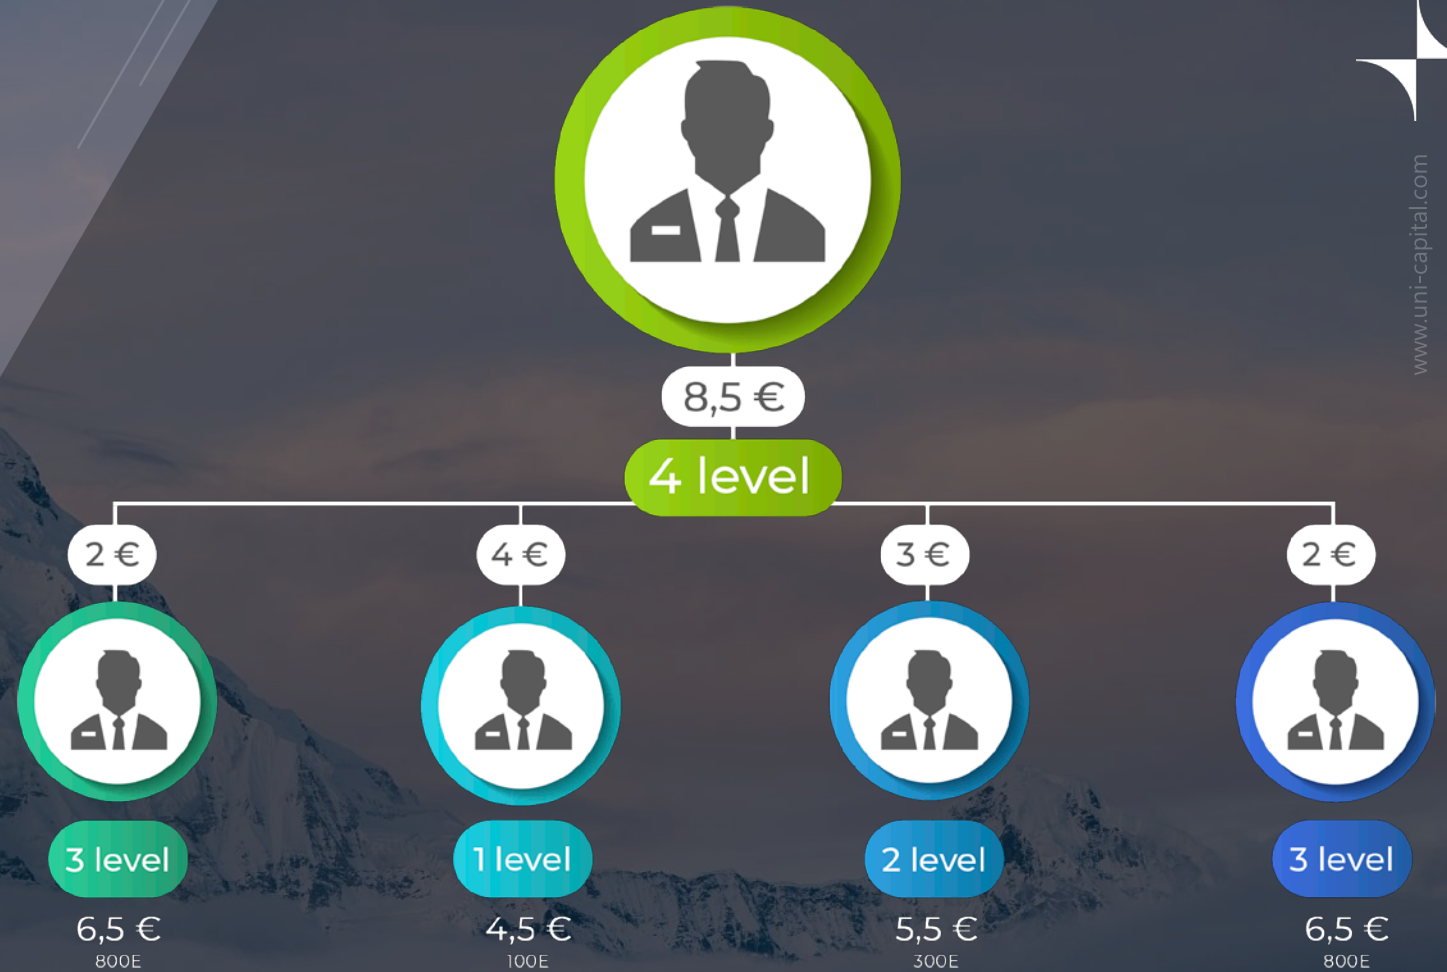 www.uni-capital.com
8,5 €
4 level
2 €
4 €
3 €
2 €
3 level
1 level
2 level
3 level
6,5 €
4,5 €
5,5 €
6,5 €
800E
100E
300E
800E